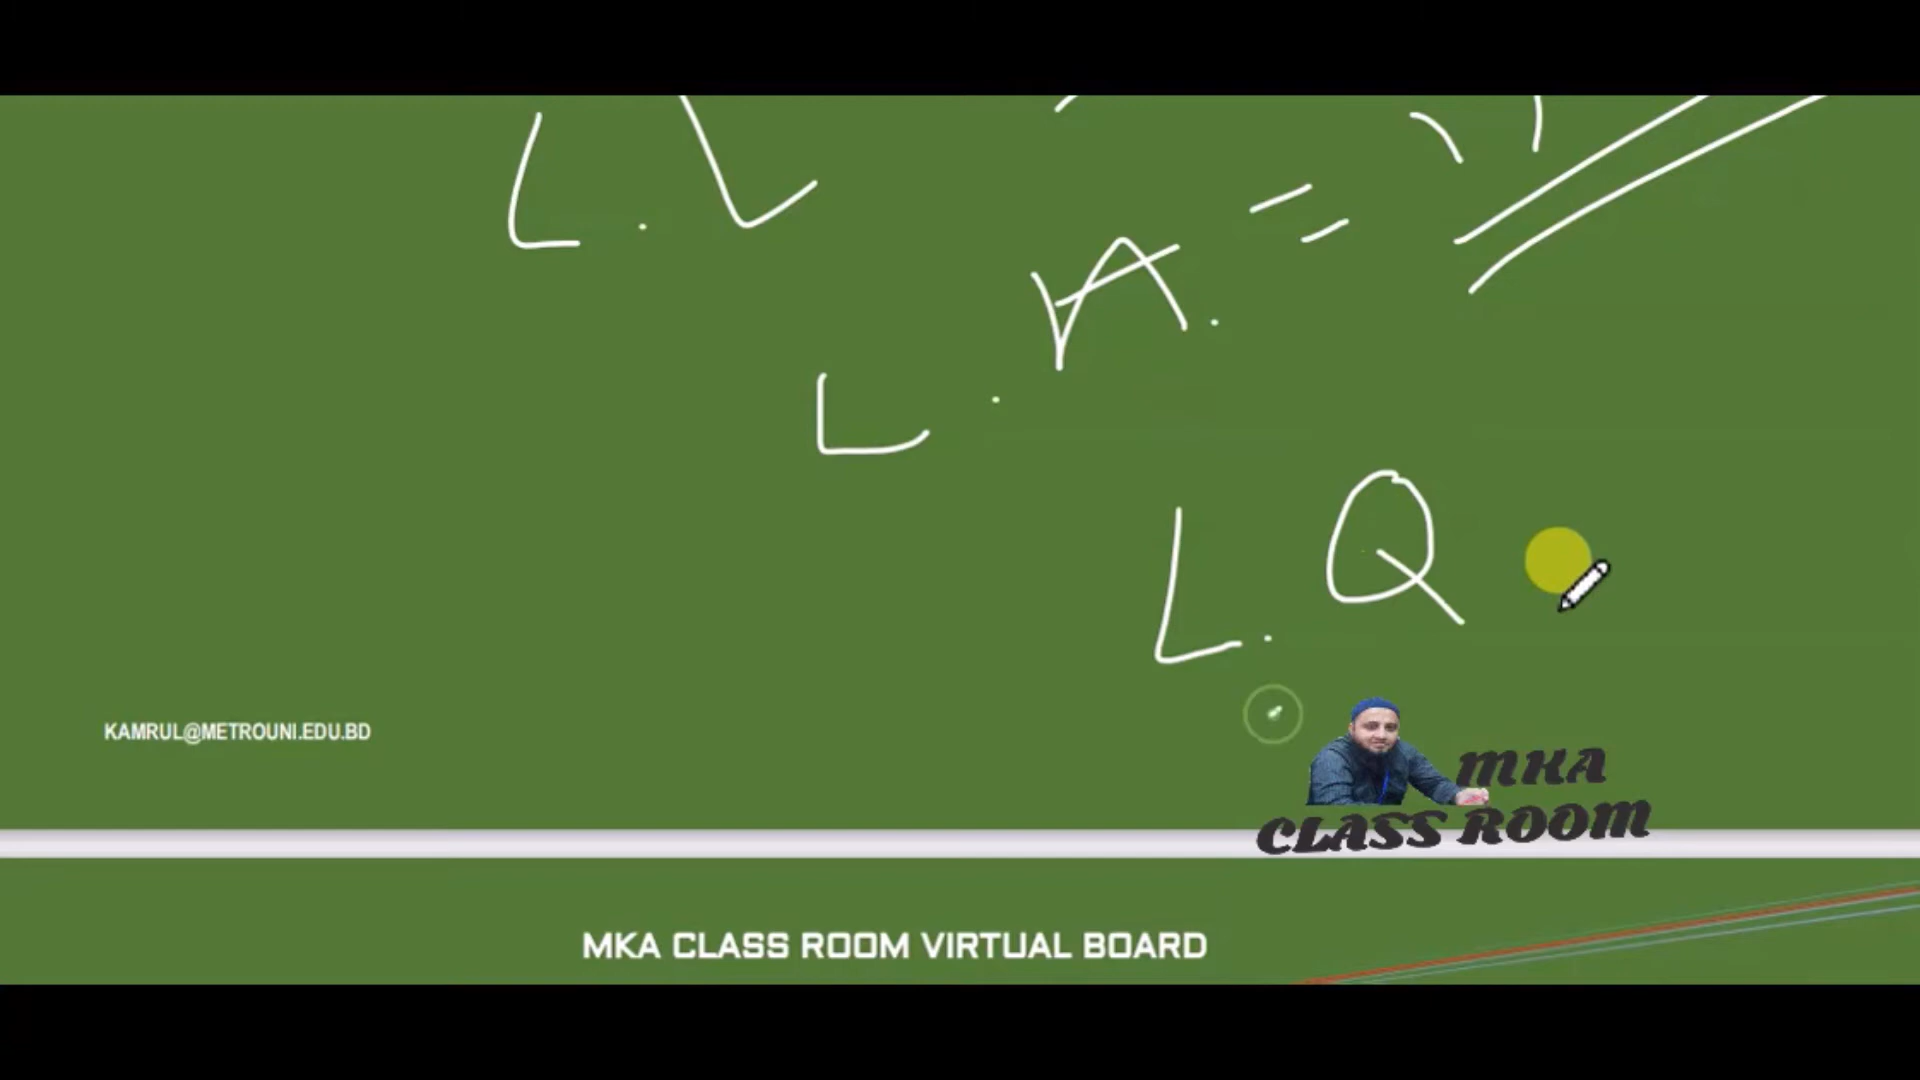 L.
L. A. =
L. Q
KAMRUL@METROUNI.EDU.BD
MKA
CLASS ROOM
MKA CLASS ROOM VIRTUAL BOARD